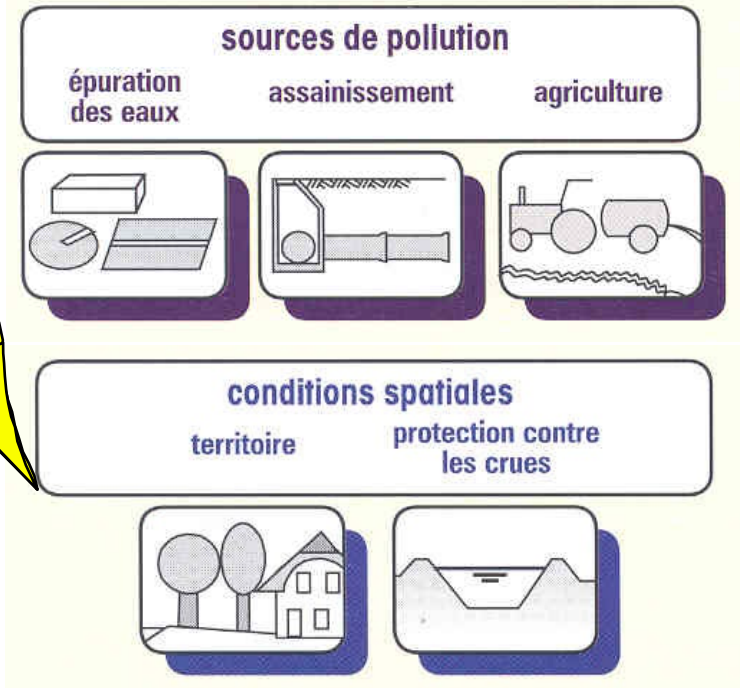 sources de pollution
épuration
des eaux
assainissement
agriculture
conditions spatiales
territoire
protection contre
les crues